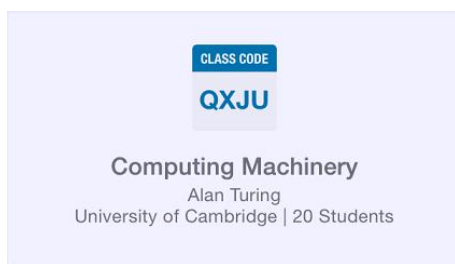 CLASS CODE
QXJU
Computing Machinery
Alan Turing
University of Cambridge | 20 Students